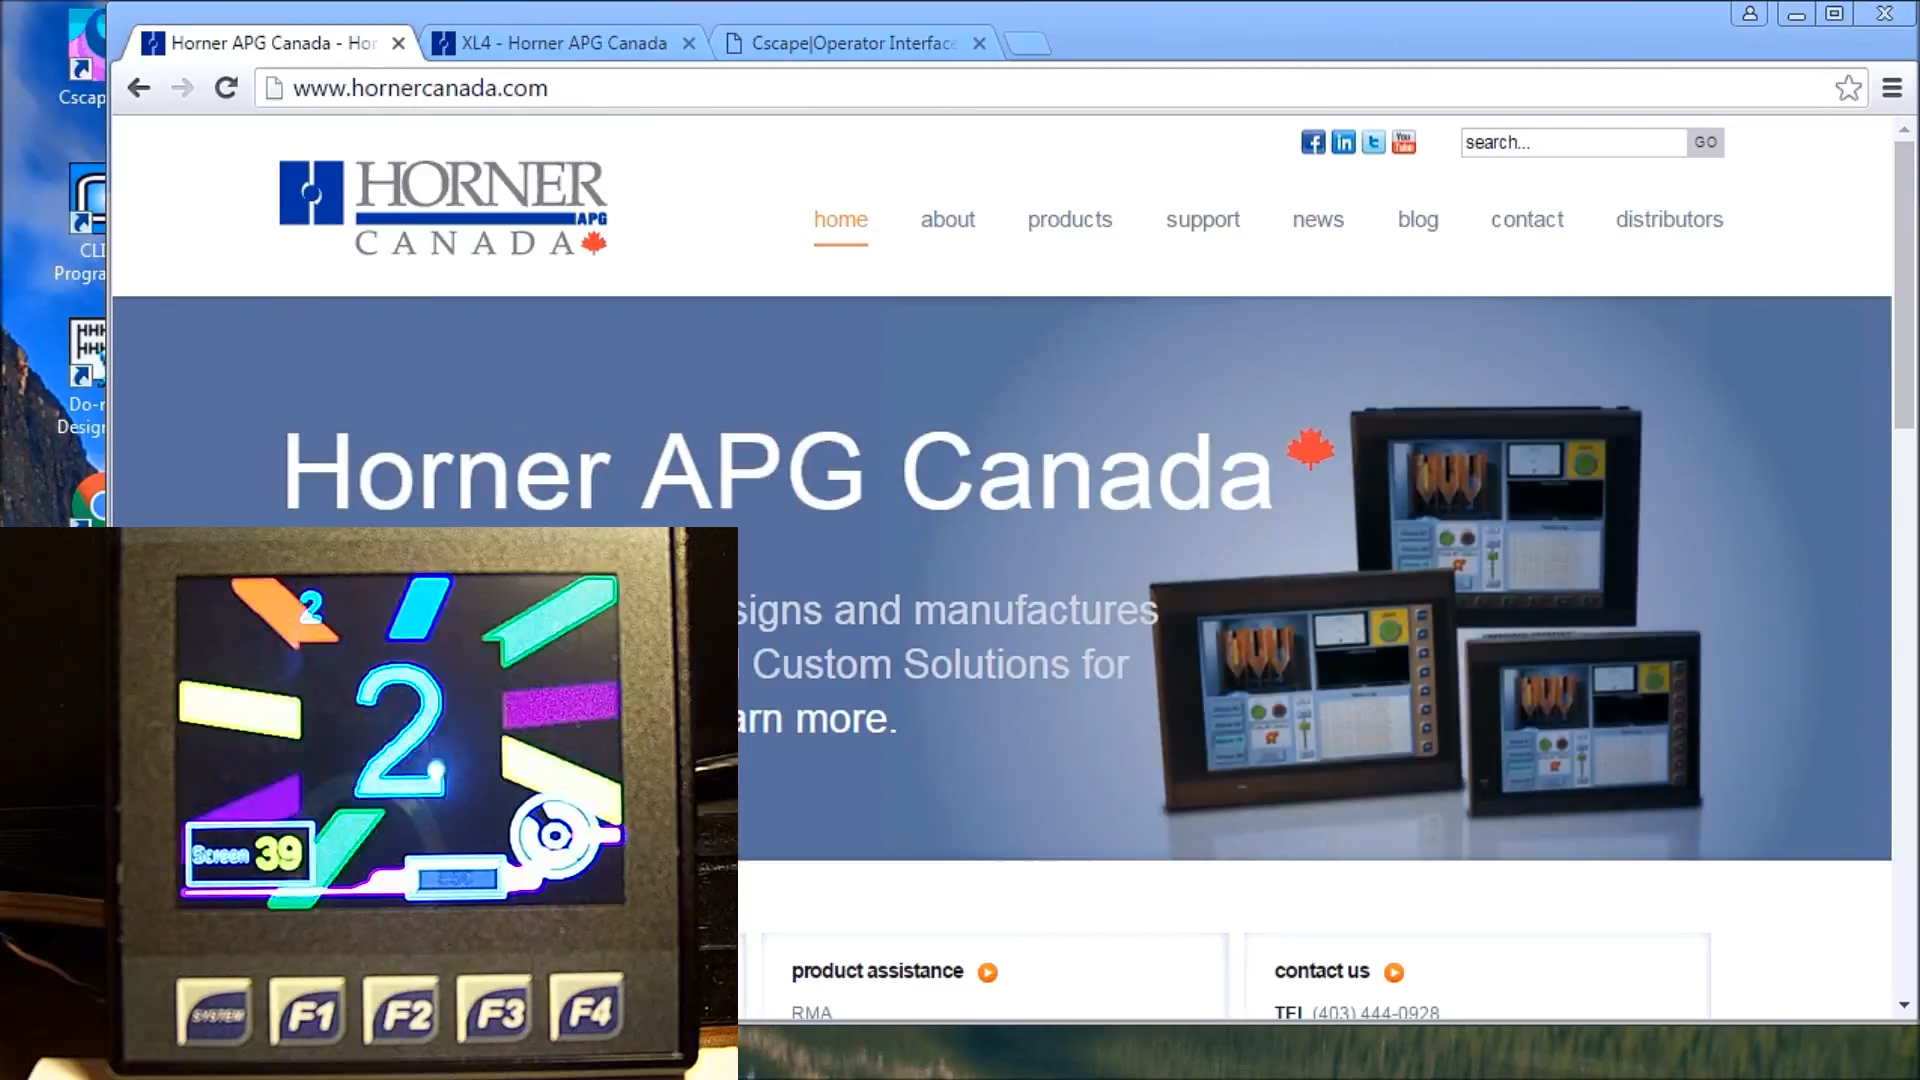 Horner APG Canada - Hor
XL4 - Horner APG Canada
Cscape|Operator Interface
www.hornercanada.com
Cscap
CLI
Progra
Do-
Desig
You
Tube
search...
GO
HORNER
APG
CANADA
home
about
products
support
news
blog
contact
distributors
Horner APG Canada
signs and manufactures
Custom Solutions for
arn more.
2
2
Screen 39
SYSTEM
F1
F2
F3
F4
product assistance
RMA
contact us
TEL (403) 444-0928